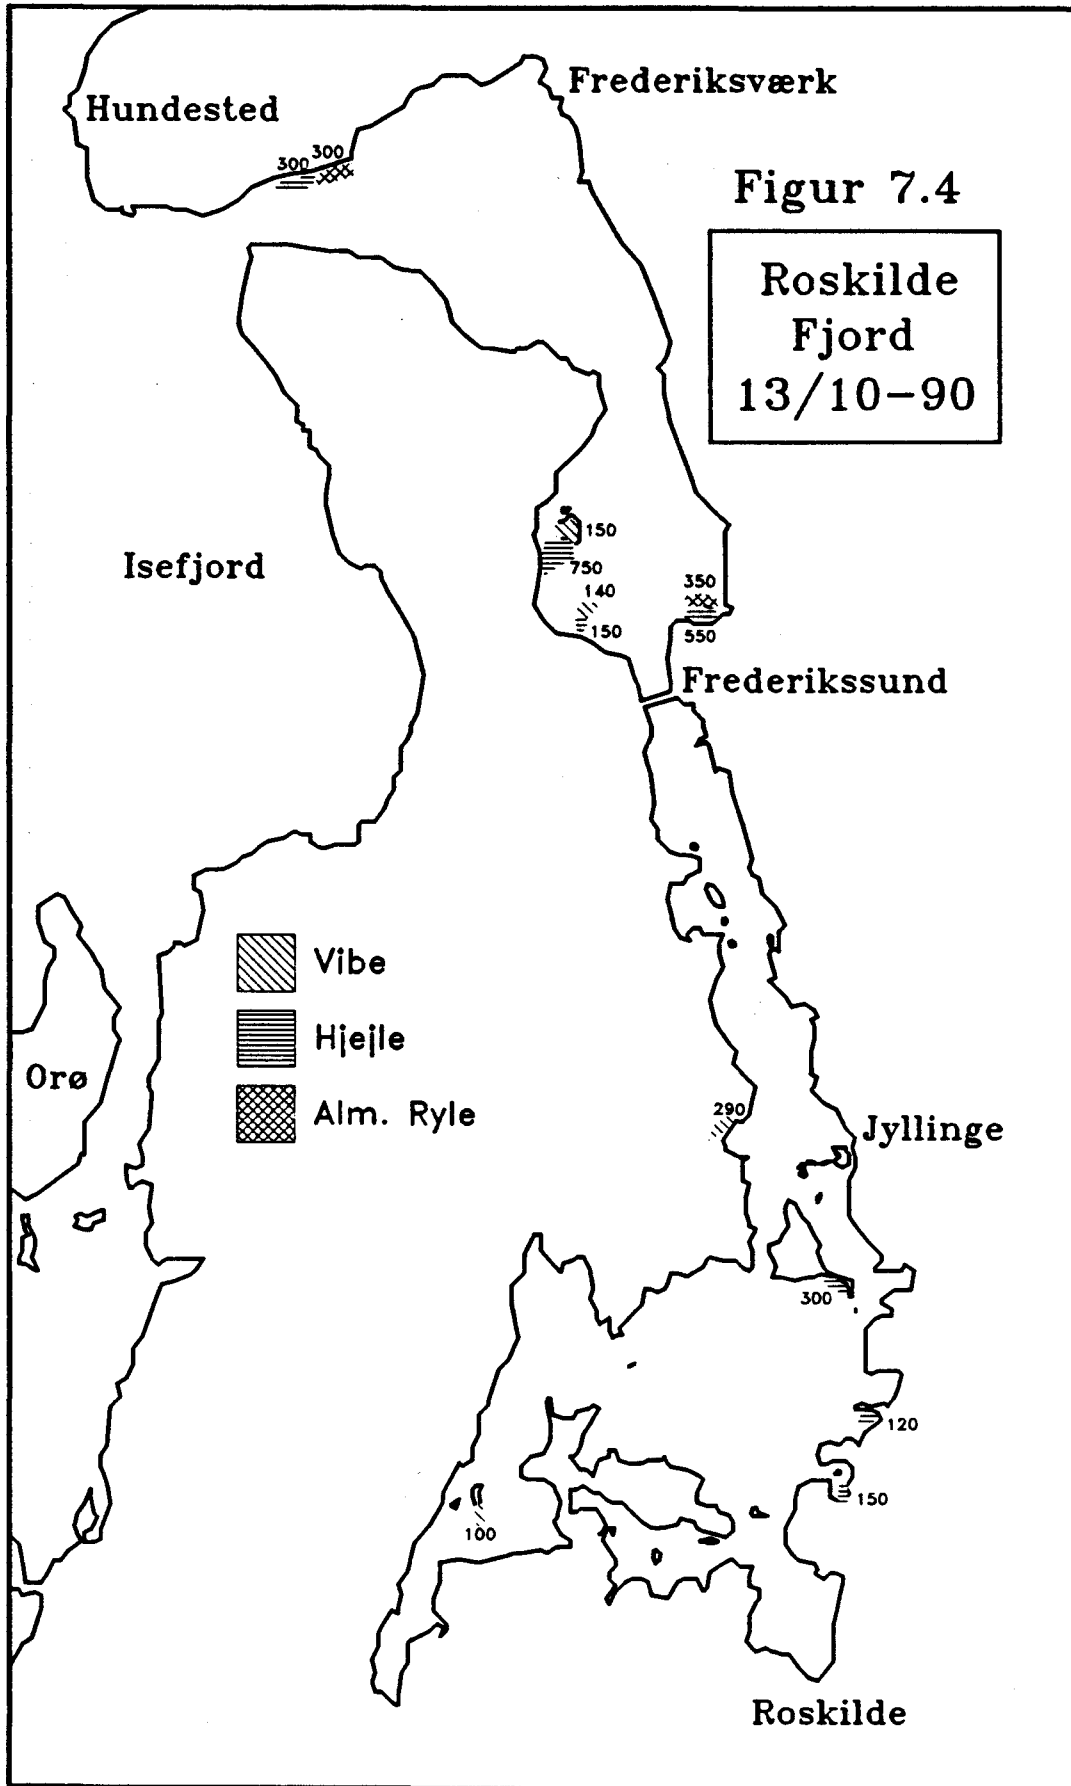 Frederiksværk
Hundested
300 300
Figur 7.4
Roskilde
Fjord
13/10-90
150
Isefjord
750
140
350
150
550
Frederikssund
Vibe
Hjejle
Orø
Alm. Ryle
290
Jyllinge
300
120
150
100
Roskilde